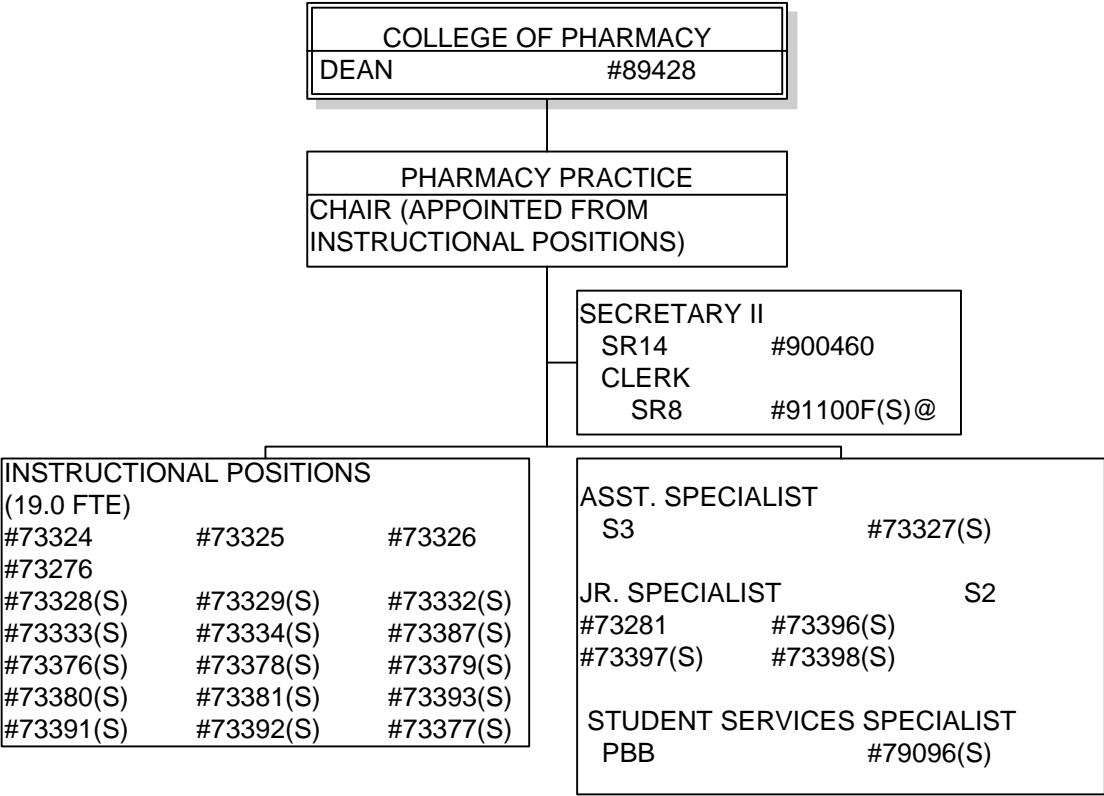 COLLEGE OF PHARMACY
DEAN #89428
PHARMACY PRACTICE
CHAIR (APPOINTED FROM
INSTRUCTIONAL POSITIONS)
SECRETARY II
SR14 #900460
CLERK
SR8 #91100F(S)@
INSTRUCTIONAL POSITIONS
(19.0 FTE)
#73324 #73325 #73326
#73276
#73328(S) #73329(S) #73332(S)
#73333(S) #73334(S) #73387(S)
#73376(S) #73378(S) #73379(S)
#73380(S) #73381(S) #73393(S)
#73391(S) #73392(S) #73377(S)
ASST. SPECIALIST
S3 #73327(S)
JR. SPECIALIST S2
#73281 #73396(S)
#73397(S) #73398(S)
STUDENT SERVICES SPECIALIST
PBB #79096(S)